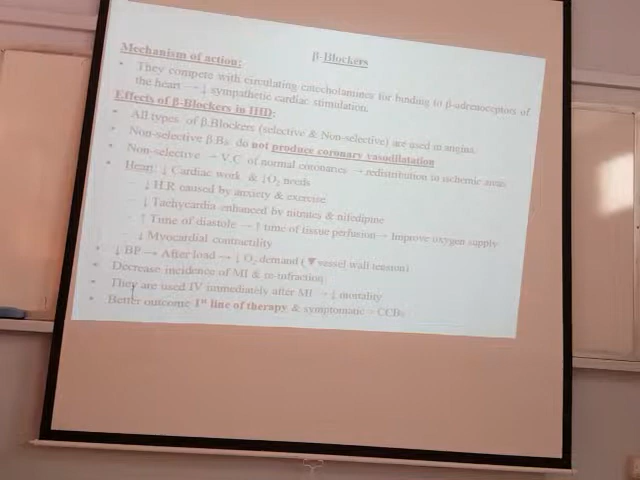 β-Blockers
Mechanism of action:
• They compete with circulating catecholamines for binding to β-adrenoceptors of
the heart → ↓ sympathetic cardiac stimulation.
Effects of β-Blockers in IHD:
• All types of β.Blockers (selective & Non-selective) are used in angina.
• Non-selective β.Bs. do not produce coronary vasodilatation
• Non-selective → V.C of normal coronaries → redistribution to ischemic areas
• Heart: ↓ Cardiac work & ↓O₂ needs
- ↓ H.R caused by anxiety & exercise
- ↓ Tachycardia enhanced by nitrates & nifedipine
- ↑ Time of diastole → ↑ time of tissue perfusion → Improve oxygen supply
- ↓ Myocardial contractility
• ↓ BP → After load → ↓ O₂ demand (▼vessel wall tension)
• Decrease incidence of MI & re-infraction
• They are used IV immediately after MI → ↓ mortality
• Better outcome 1st line of therapy & symptomatic > CCBs